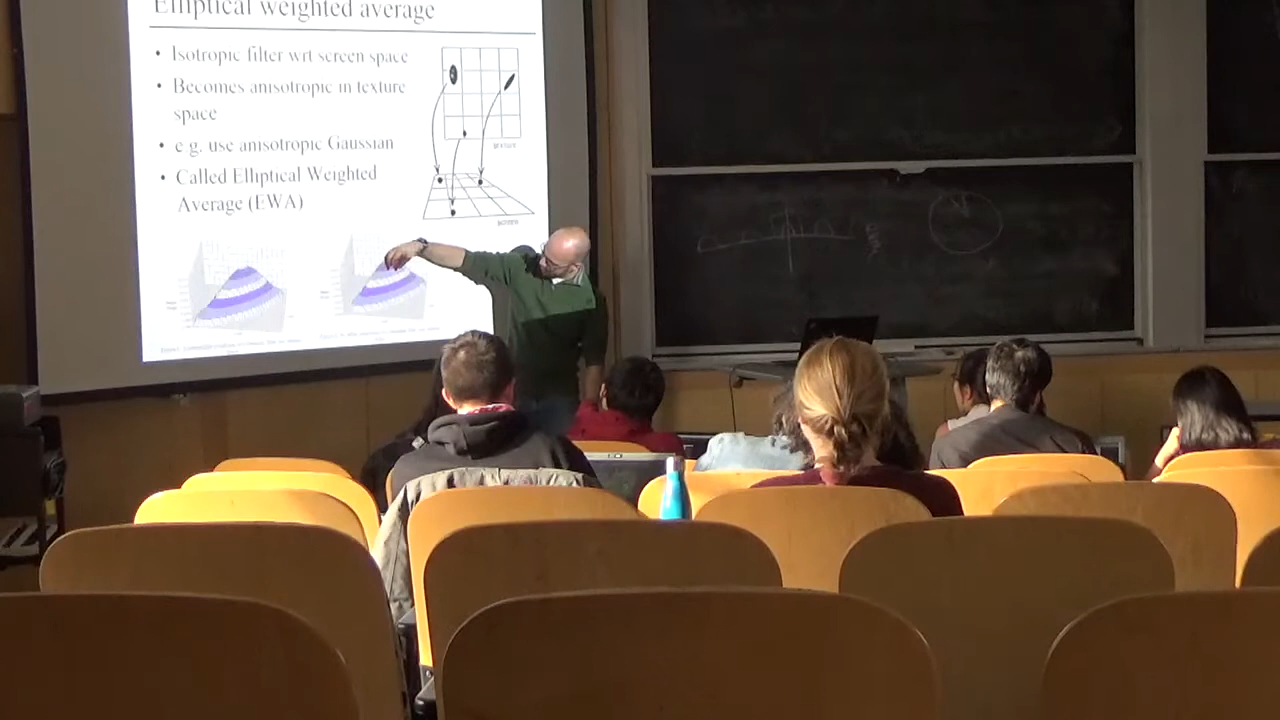 Elliptical weighted average
• Isotropic filter wrt screen space
• Becomes anisotropic in texture
space
• e g. use anisotropic Gaussian
• Called Elliptical Weighted
Average (EWA)